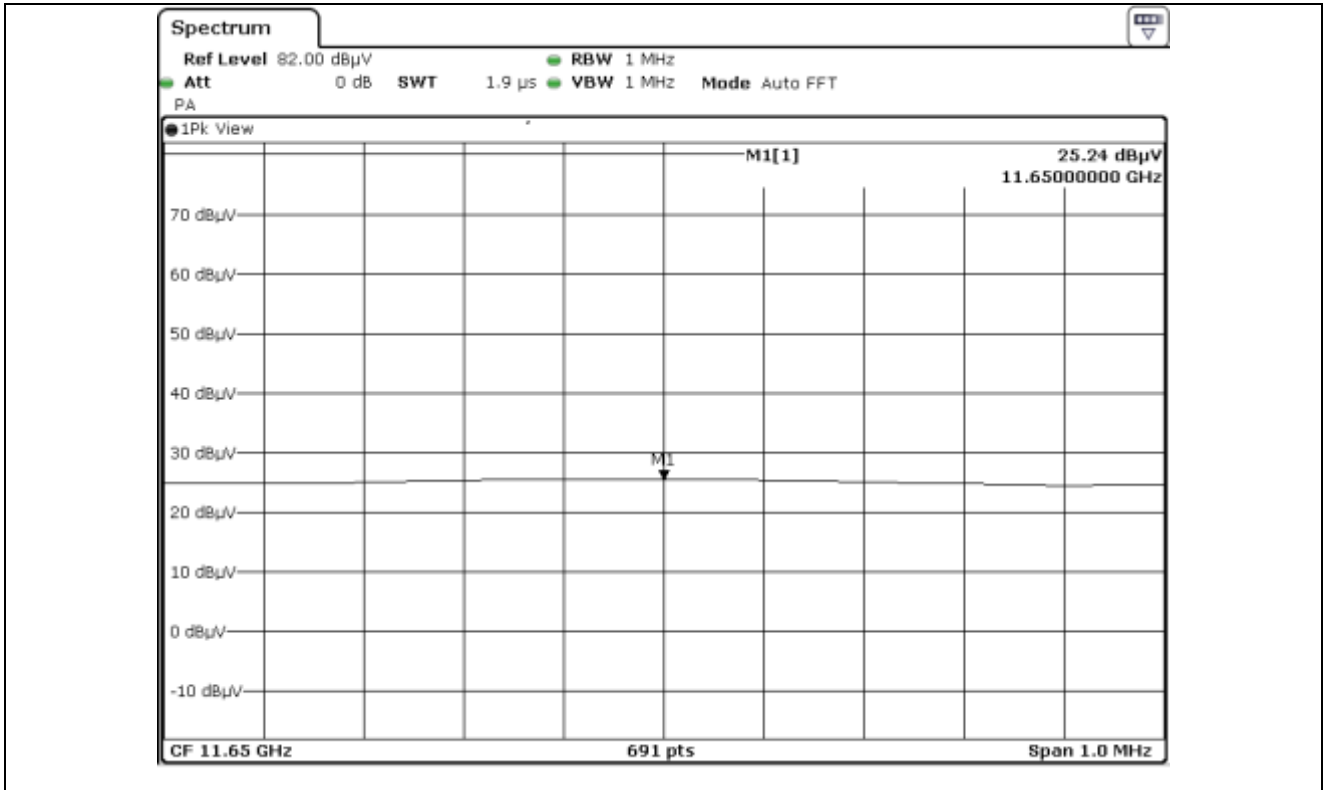 Spectrum
Ref Level 82.00 dBµV RBW 1 MHz
Att 0 dB SWT 1.9 µs VBW 1 MHz Mode Auto FFT
PA
1Pk View
M1[1] 25.24 dBµV
11.65000000 GHz
70 dBµV
60 dBµV
50 dBµV
40 dBµV
30 dBµV
M1
20 dBµV
10 dBµV
0 dBµV
-10 dBµV
CF 11.65 GHz 691 pts Span 1.0 MHz